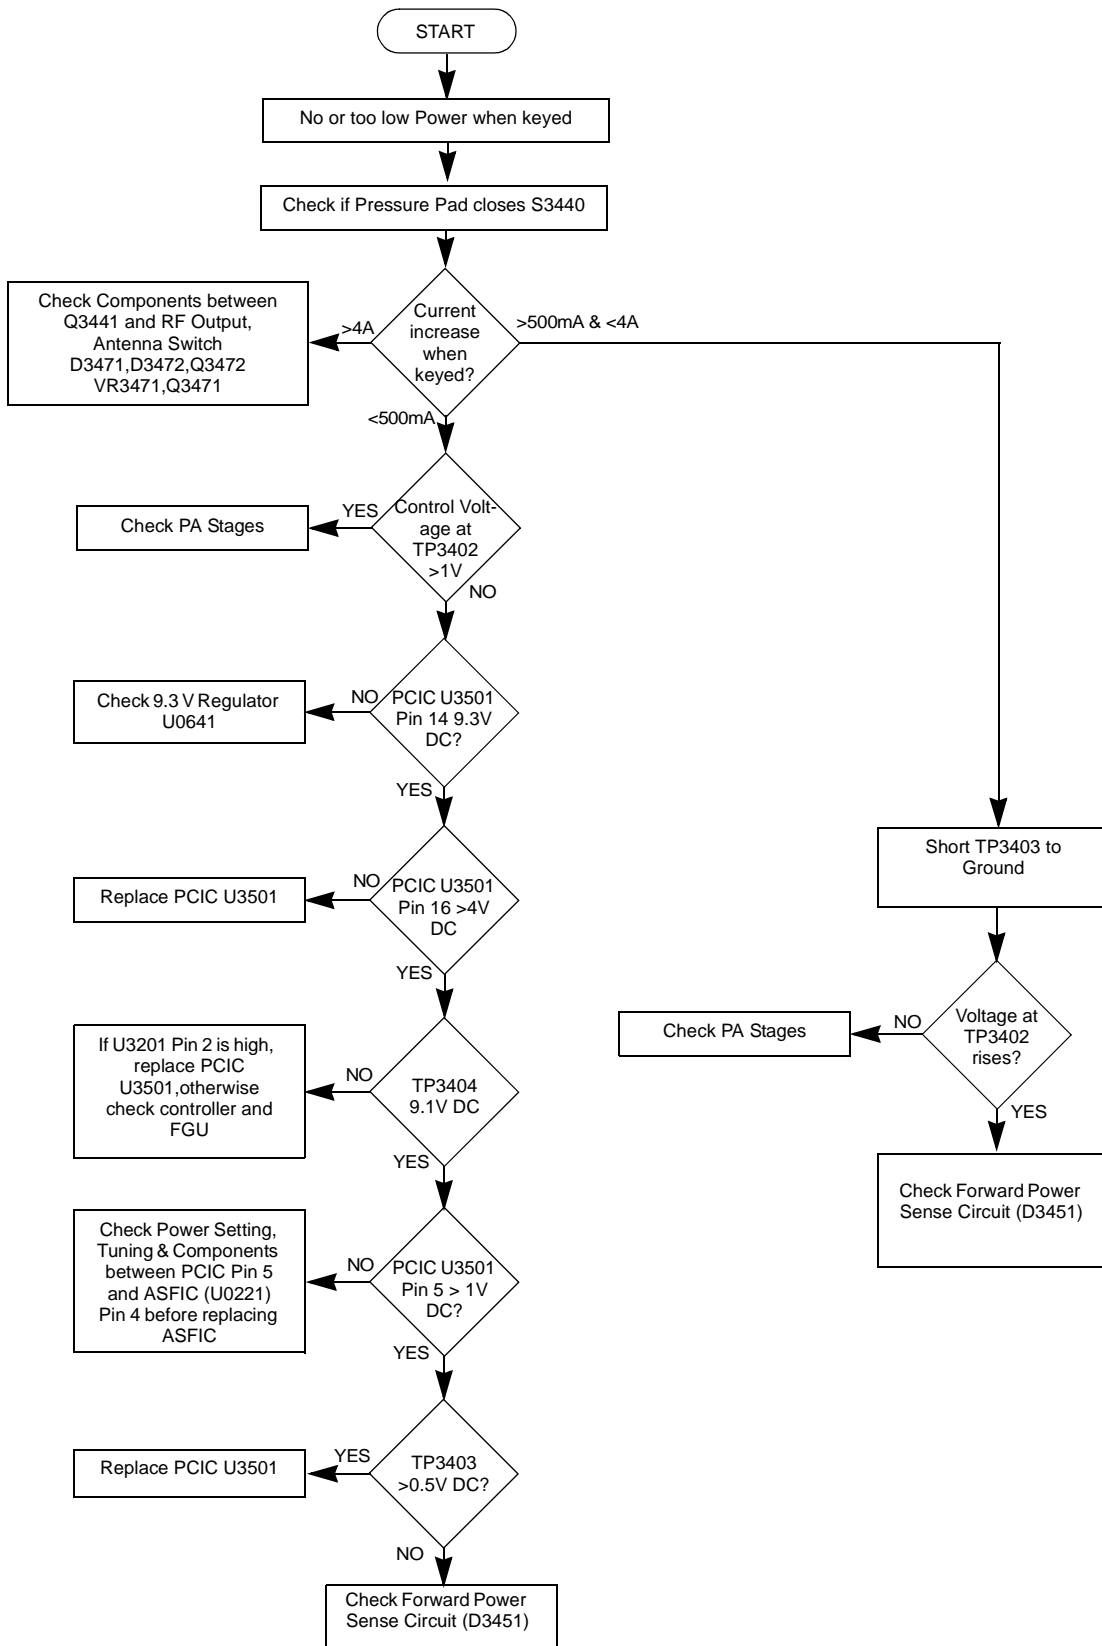 START
No or too low Power when keyed
Check if Pressure Pad closes S3440
Current
increase
when
keyed?
>4A
>500mA & <4A
<500mA
Check Components between
Q3441 and RF Output,
Antenna Switch
D3471,D3472,Q3472
VR3471,Q3471
Control Volt-
age at
TP3402
>1V
YES
NO
Check PA Stages
PCIC U3501
Pin 14 9.3V
DC?
NO
YES
Check 9.3 V Regulator
U0641
PCIC U3501
Pin 16 >4V
DC
NO
YES
Replace PCIC U3501
TP3404
9.1V DC
NO
YES
If U3201 Pin 2 is high,
replace PCIC
U3501,otherwise
check controller and
FGU
PCIC U3501
Pin 5 > 1V
DC?
NO
YES
Check Power Setting,
Tuning & Components
between PCIC Pin 5
and ASFIC (U0221)
Pin 4 before replacing
ASFIC
TP3403
>0.5V DC?
YES
NO
Replace PCIC U3501
Check Forward Power
Sense Circuit (D3451)
Short TP3403 to
Ground
Voltage at
TP3402
rises?
NO
YES
Check PA Stages
Check Forward Power
Sense Circuit (D3451)